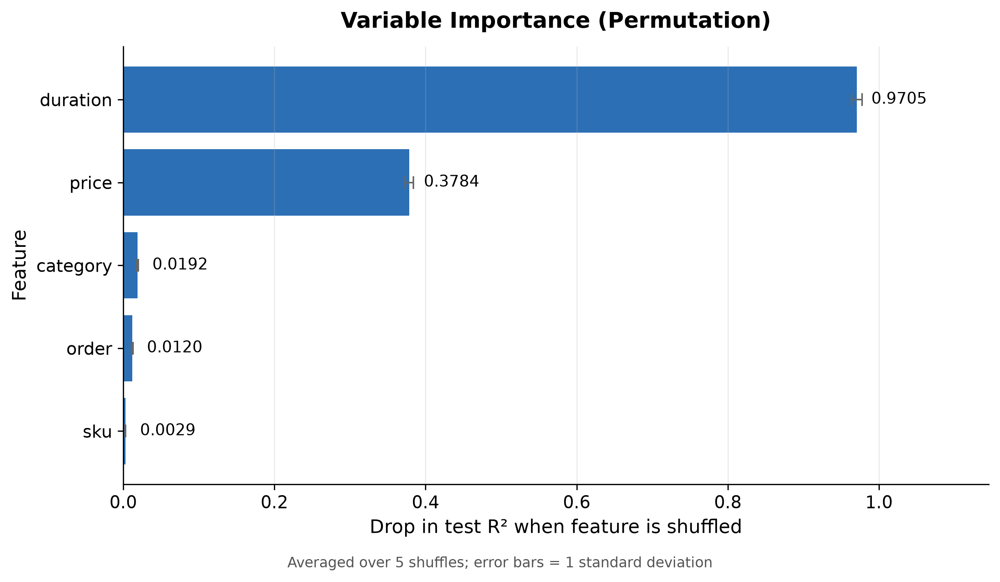 Variable Importance (Permutation)
Feature
duration
0.9705
price
0.3784
category
0.0192
order
0.0120
sku
0.0029
0.0 0.2 0.4 0.6 0.8 1.0
Drop in test R² when feature is shuffled
Averaged over 5 shuffles; error bars = 1 standard deviation